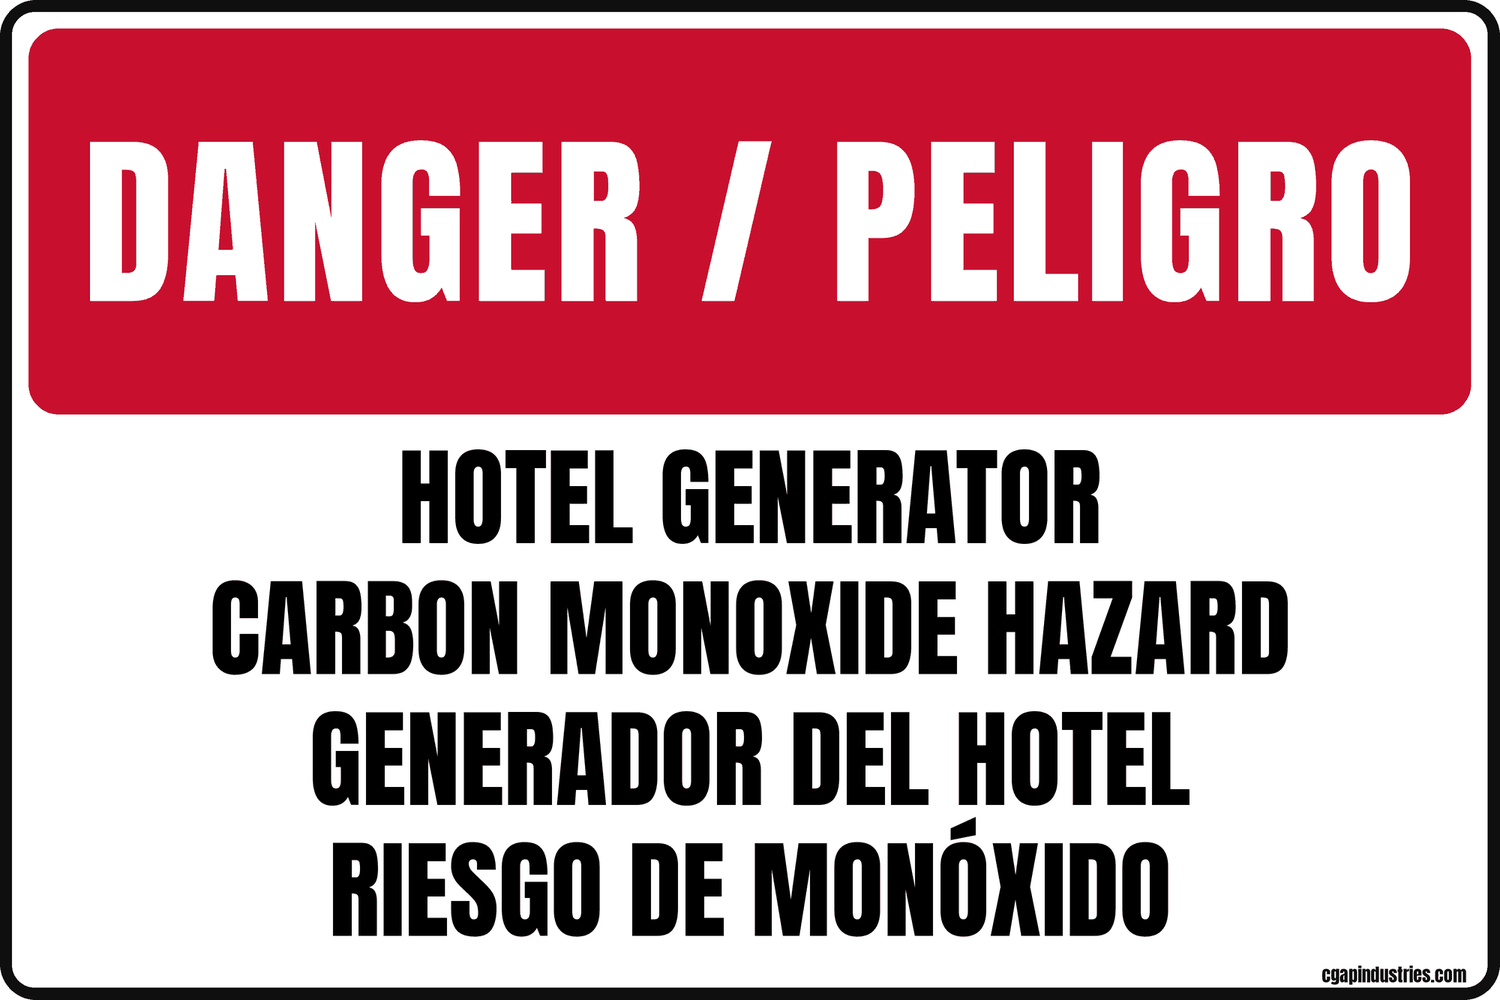 DANGER / PELIGRO
HOTEL GENERATOR
CARBON MONOXIDE HAZARD
GENERADOR DEL HOTEL
RIESGO DE MONÓXIDO
cgapindustries.com